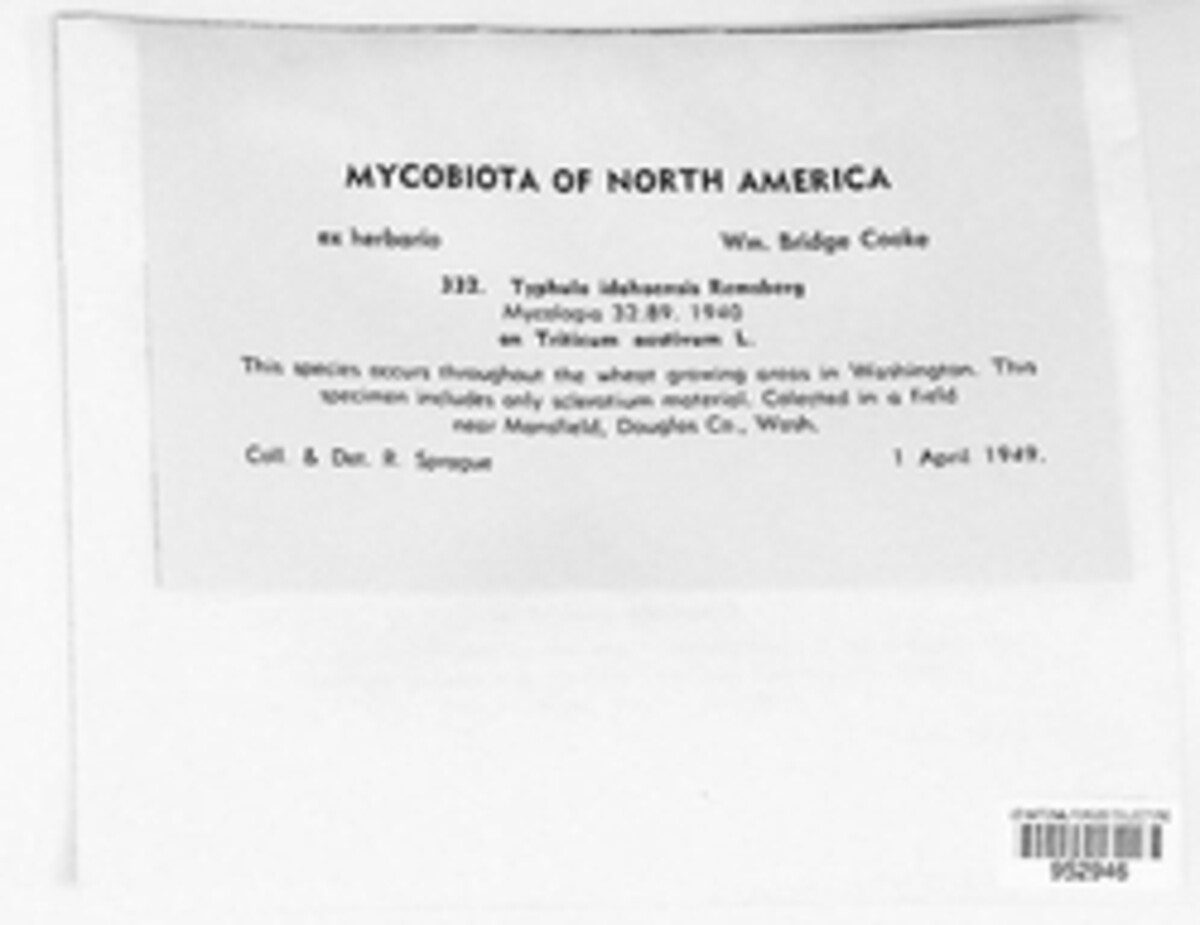 MYCOBIOTA OF NORTH AMERICA
ex herbario Wm. Bridge Cooke
332. Typhula idahoensis Remsberg
Mycologia 32:89. 1940
on Triticum aestivum L.
This species occurs throughout the wheat growing areas in Washington. This
specimen includes only sclerotium material. Collected in a field
near Mansfield, Douglas Co., Wash.
Coll. & Det. R. Sprague 1 April 1949.
952946